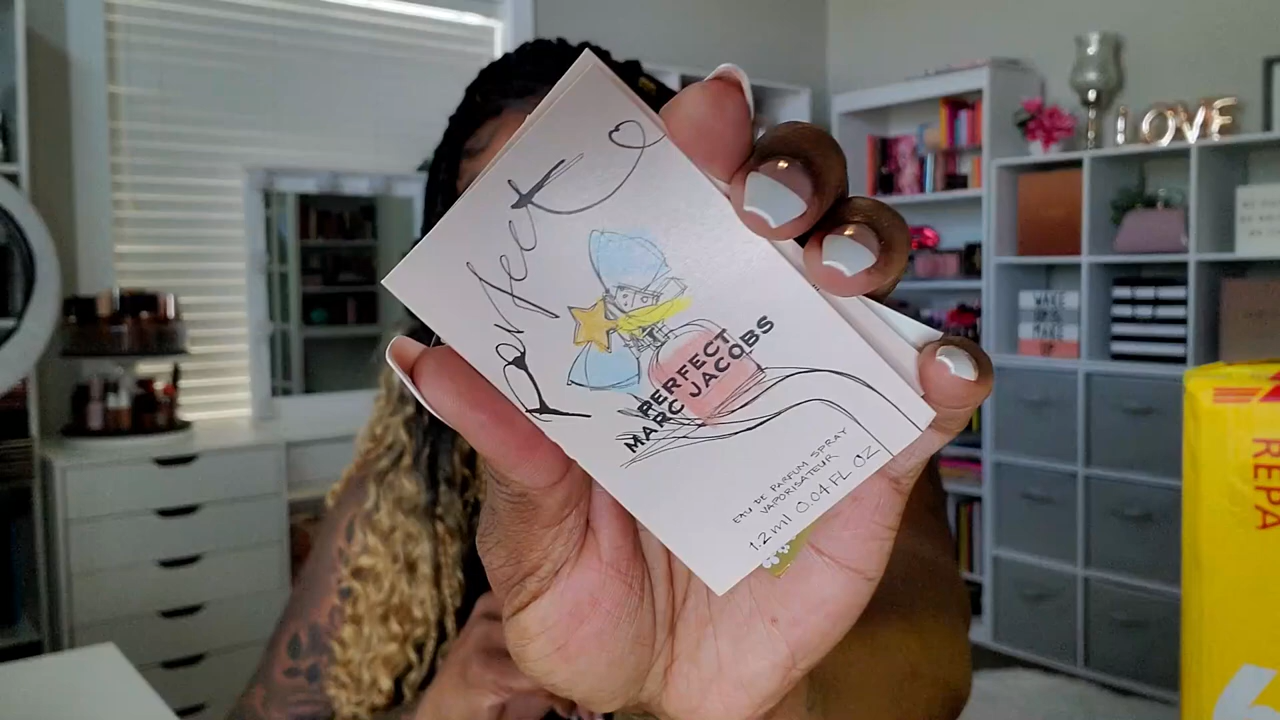 perfect
PERFECT
MARC JACOBS
EAU DE PARFUM SPRAY
VAPORISATEUR
1.2 ml 0.04 FL OZ
LOVE
WAKE
UP &
MAKE
UP
REPA